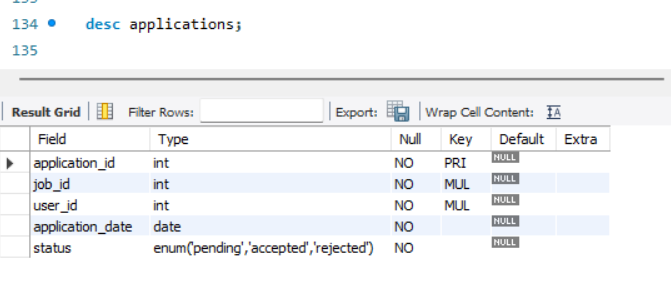 134 desc applications;
135
Result Grid Filter Rows: Export: Wrap Cell Content: IA
Field Type Null Key Default Extra
application_id int NO PRI NULL
job_id int NO MUL NULL
user_id int NO MUL NULL
application_date date NO NULL
status enum('pending','accepted','rejected') NO NULL